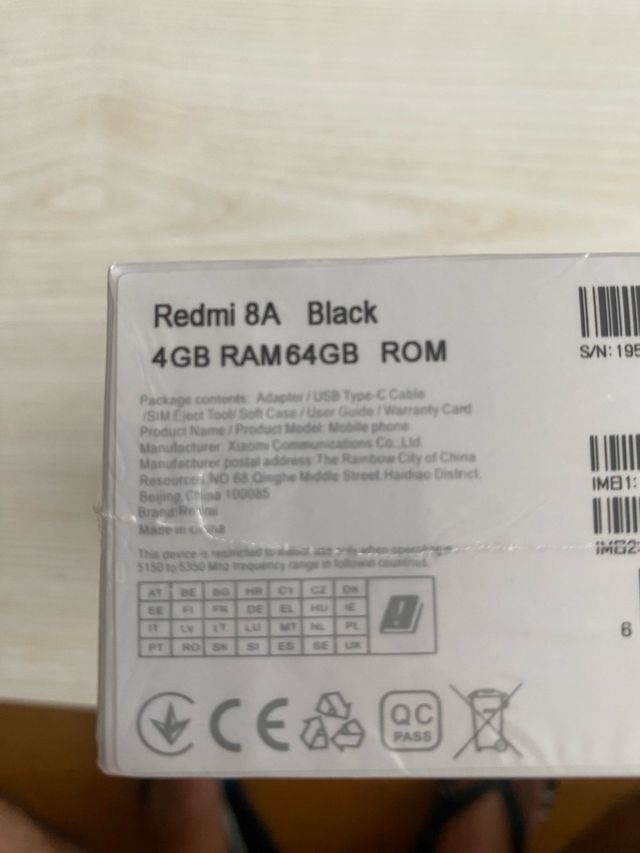 Redmi 8A Black
4GB RAM64GB ROM
Package contents: Adapter / USB Type-C Cable
/SIM Eject Tool/ Soft Case / User Guide / Warranty Card
Product Name / Product Model: Mobile phone
Manufacturer: Xiaomi Communications Co.,Ltd.
Manufacturer postal address: The Rainbow City of China
Resources,NO 68,Qinghe Middle Street,Haidiao District,
Beijing, China 100085
Brand: Redmi
Made in China
This device is restricted to indoor use only when operating
5150 to 5350 Mhz frequency range in followin countries:
AT BE BG HR CY CZ DK
EE FI FR DE EL HU IE
IT LV LT LU MT NL PL
PT RO SK SI ES SE UK
CE
QC
PASS
S/N: 195
IMEI1:
IMEI2:
6